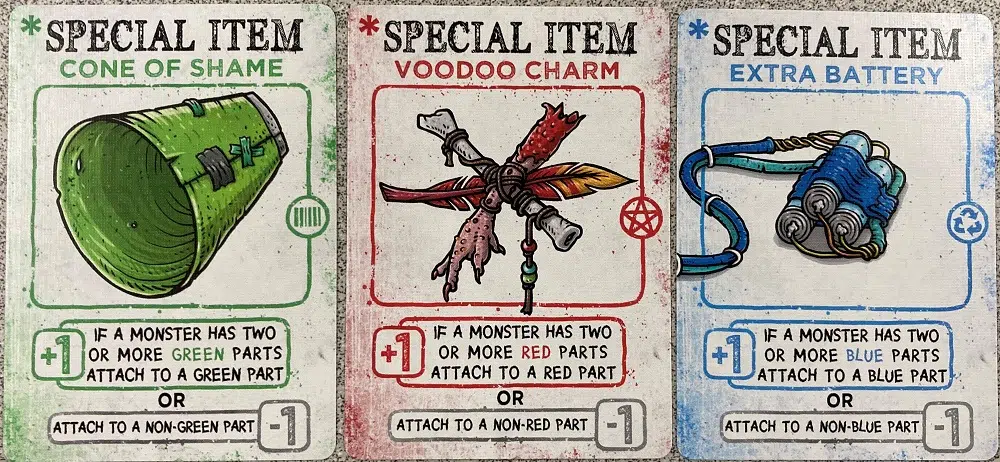 * SPECIAL ITEM
CONE OF SHAME
+1
IF A MONSTER HAS TWO
OR MORE GREEN PARTS
ATTACH TO A GREEN PART
OR
ATTACH TO A NON-GREEN PART
-1
* SPECIAL ITEM
VOODOO CHARM
+1
IF A MONSTER HAS TWO
OR MORE RED PARTS
ATTACH TO A RED PART
OR
ATTACH TO A NON-RED PART
-1
* SPECIAL ITEM
EXTRA BATTERY
+1
IF A MONSTER HAS TWO
OR MORE BLUE PARTS
ATTACH TO A BLUE PART
OR
ATTACH TO A NON-BLUE PART
-1